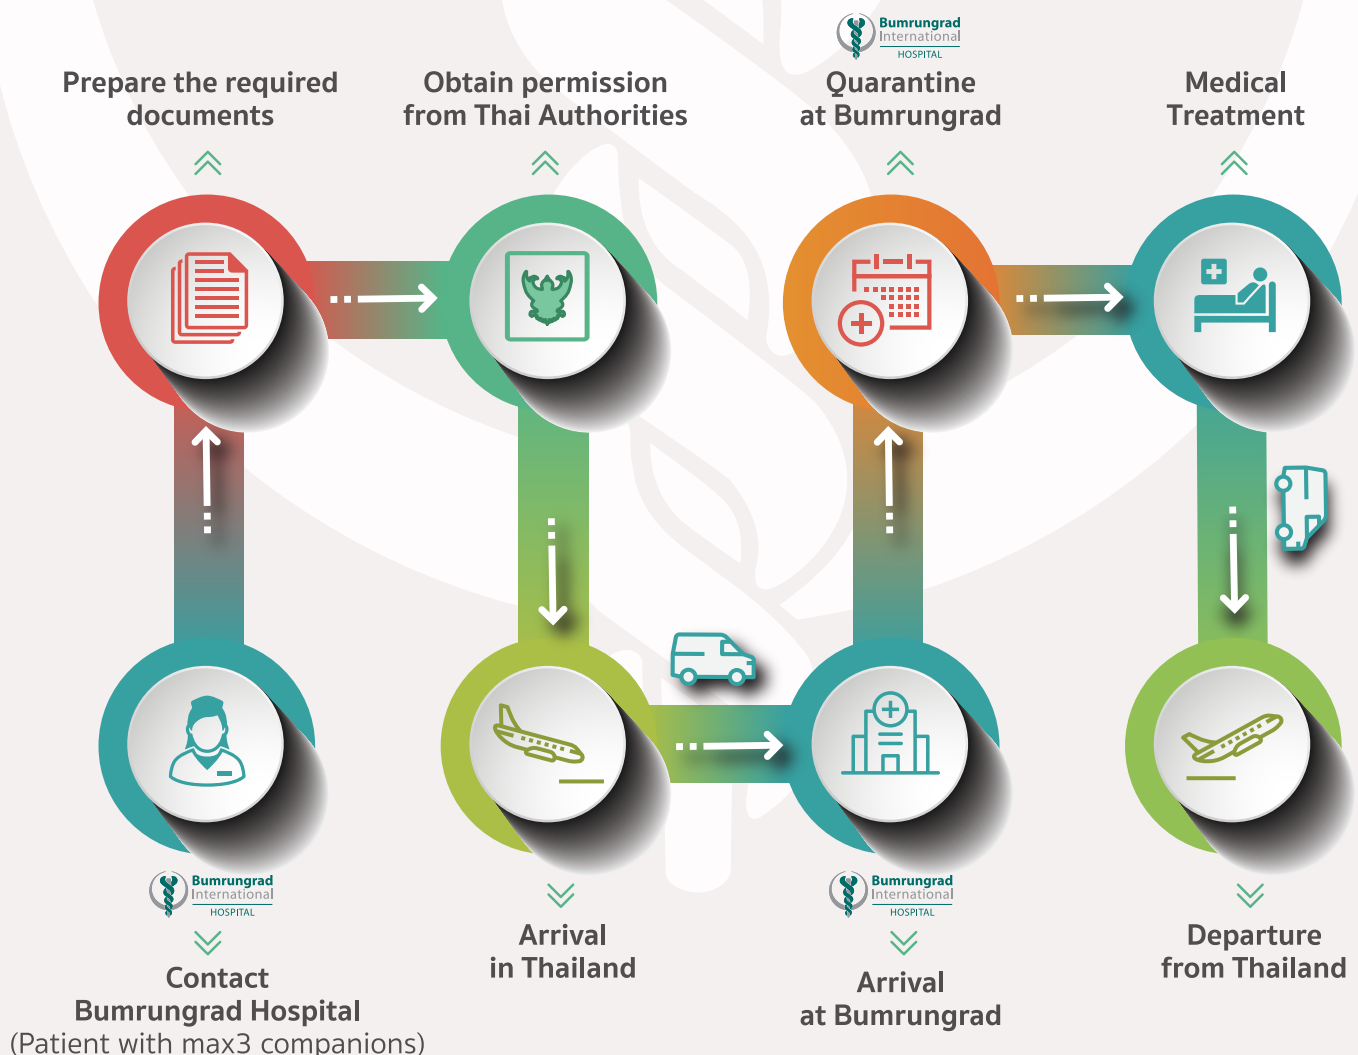 Bumrungrad
International
HOSPITAL
Prepare the required
documents
Obtain permission
from Thai Authorities
Quarantine
at Bumrungrad
Medical
Treatment
Bumrungrad
International
HOSPITAL
Contact
Bumrungrad Hospital
(Patient with max3 companions)
Arrival
in Thailand
Bumrungrad
International
HOSPITAL
Arrival
at Bumrungrad
Departure
from Thailand